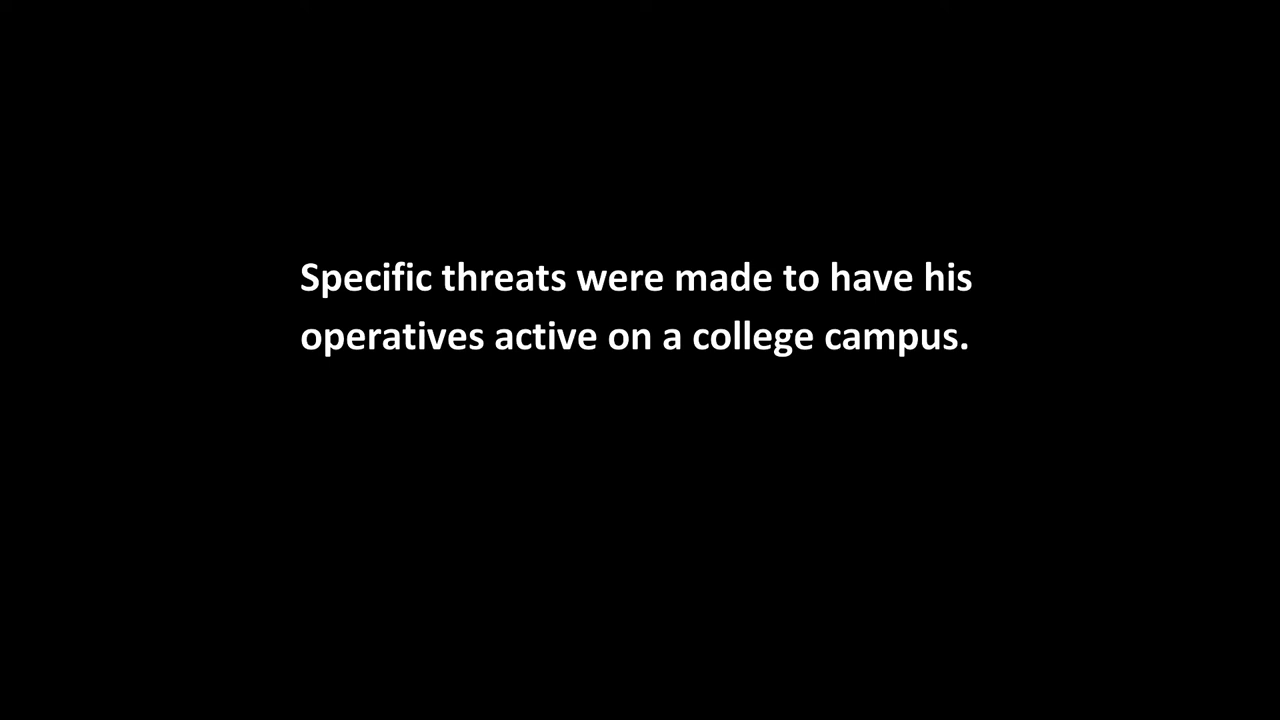 Specific threats were made to have his
operatives active on a college campus.